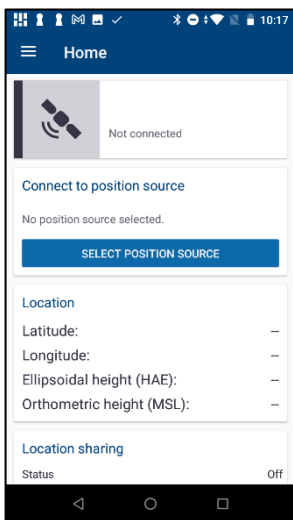 10:17
Home
Not connected
Connect to position source
No position source selected.
SELECT POSITION SOURCE
Location
Latitude: --
Longitude: --
Ellipsoidal height (HAE): --
Orthometric height (MSL): --
Location sharing
Status Off